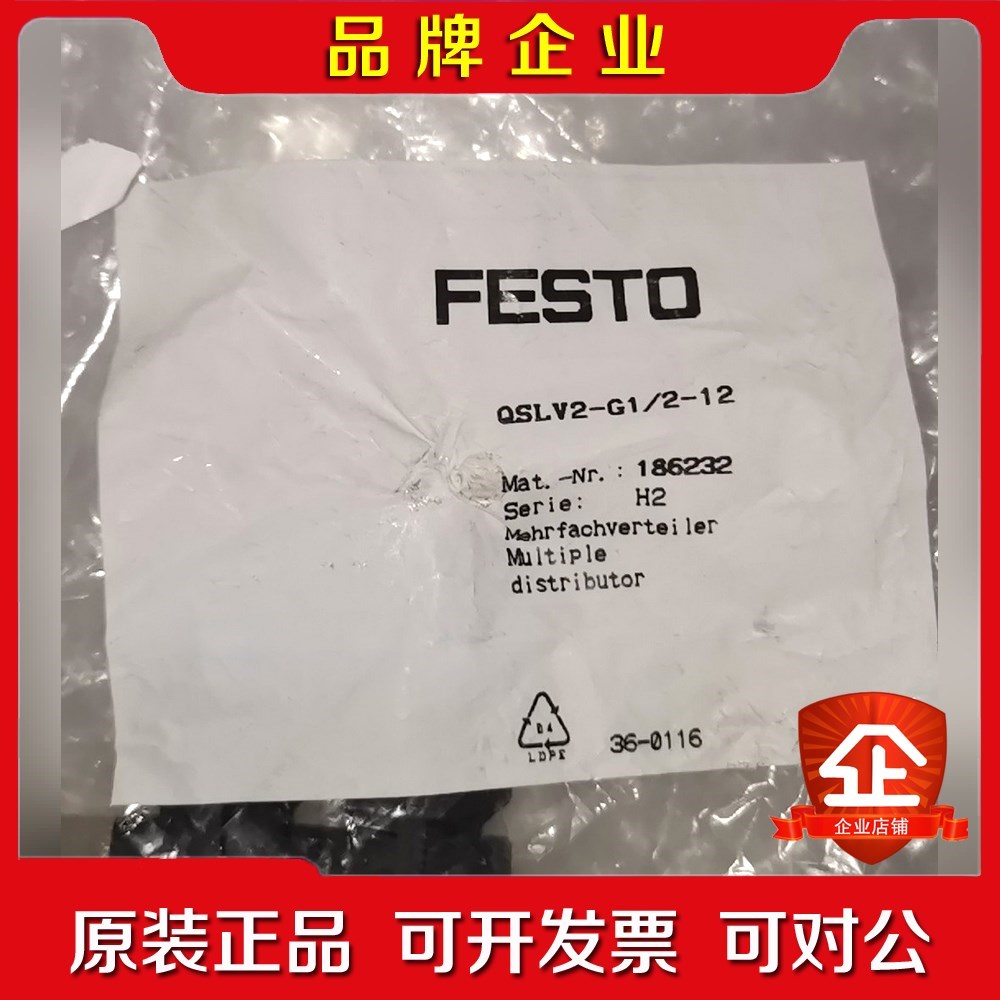 品牌企业
FESTO
QSLV2-G1/2-12
Mat.-Nr.: 186232
Serie: H2
Mehrfachverteiler
Multiple
distributor
04
LDPE
36-0116
企
企业店铺
原装正品 可开发票 可对公